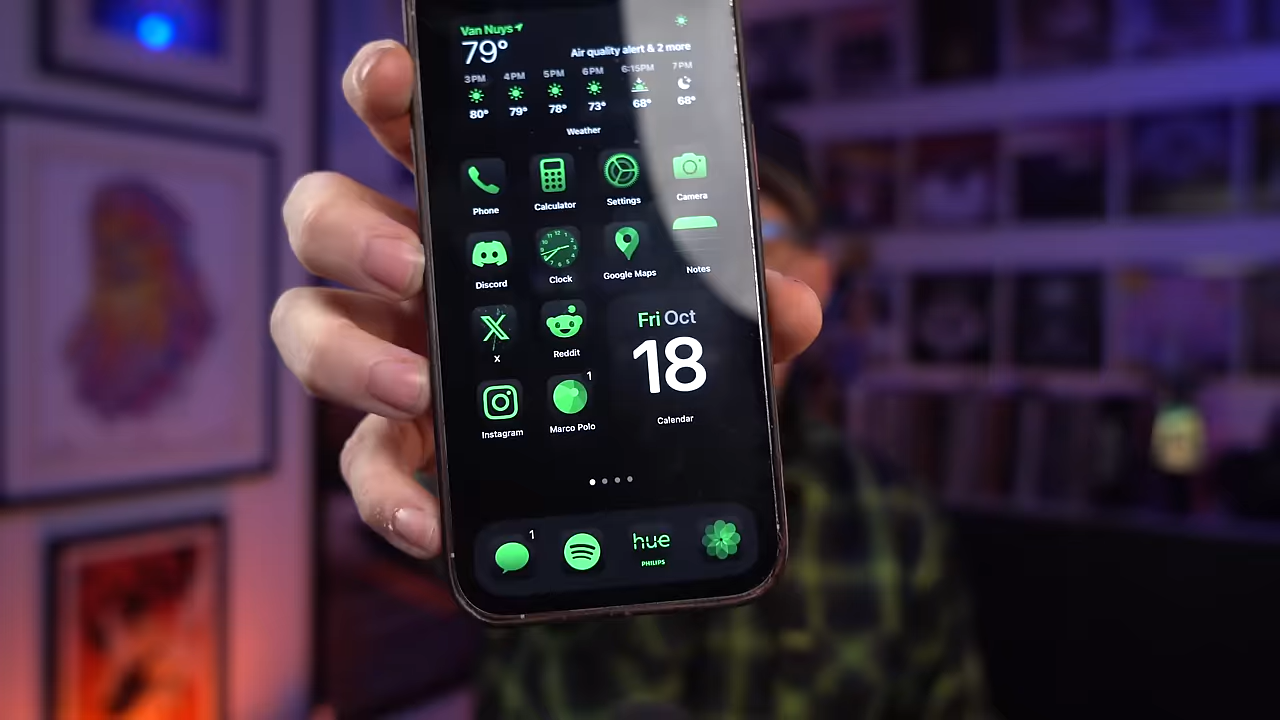 Van Nuys
79°
Air quality alert & 2 more
3PM 4PM 5PM 6PM 6:15PM 7PM
80° 79° 78° 73° 68° 68°
Weather
Phone Calculator Settings Camera
Discord Clock Google Maps Notes
X Reddit
Fri Oct
18
1
Instagram Marco Polo Calendar
1
hue
PHILIPS